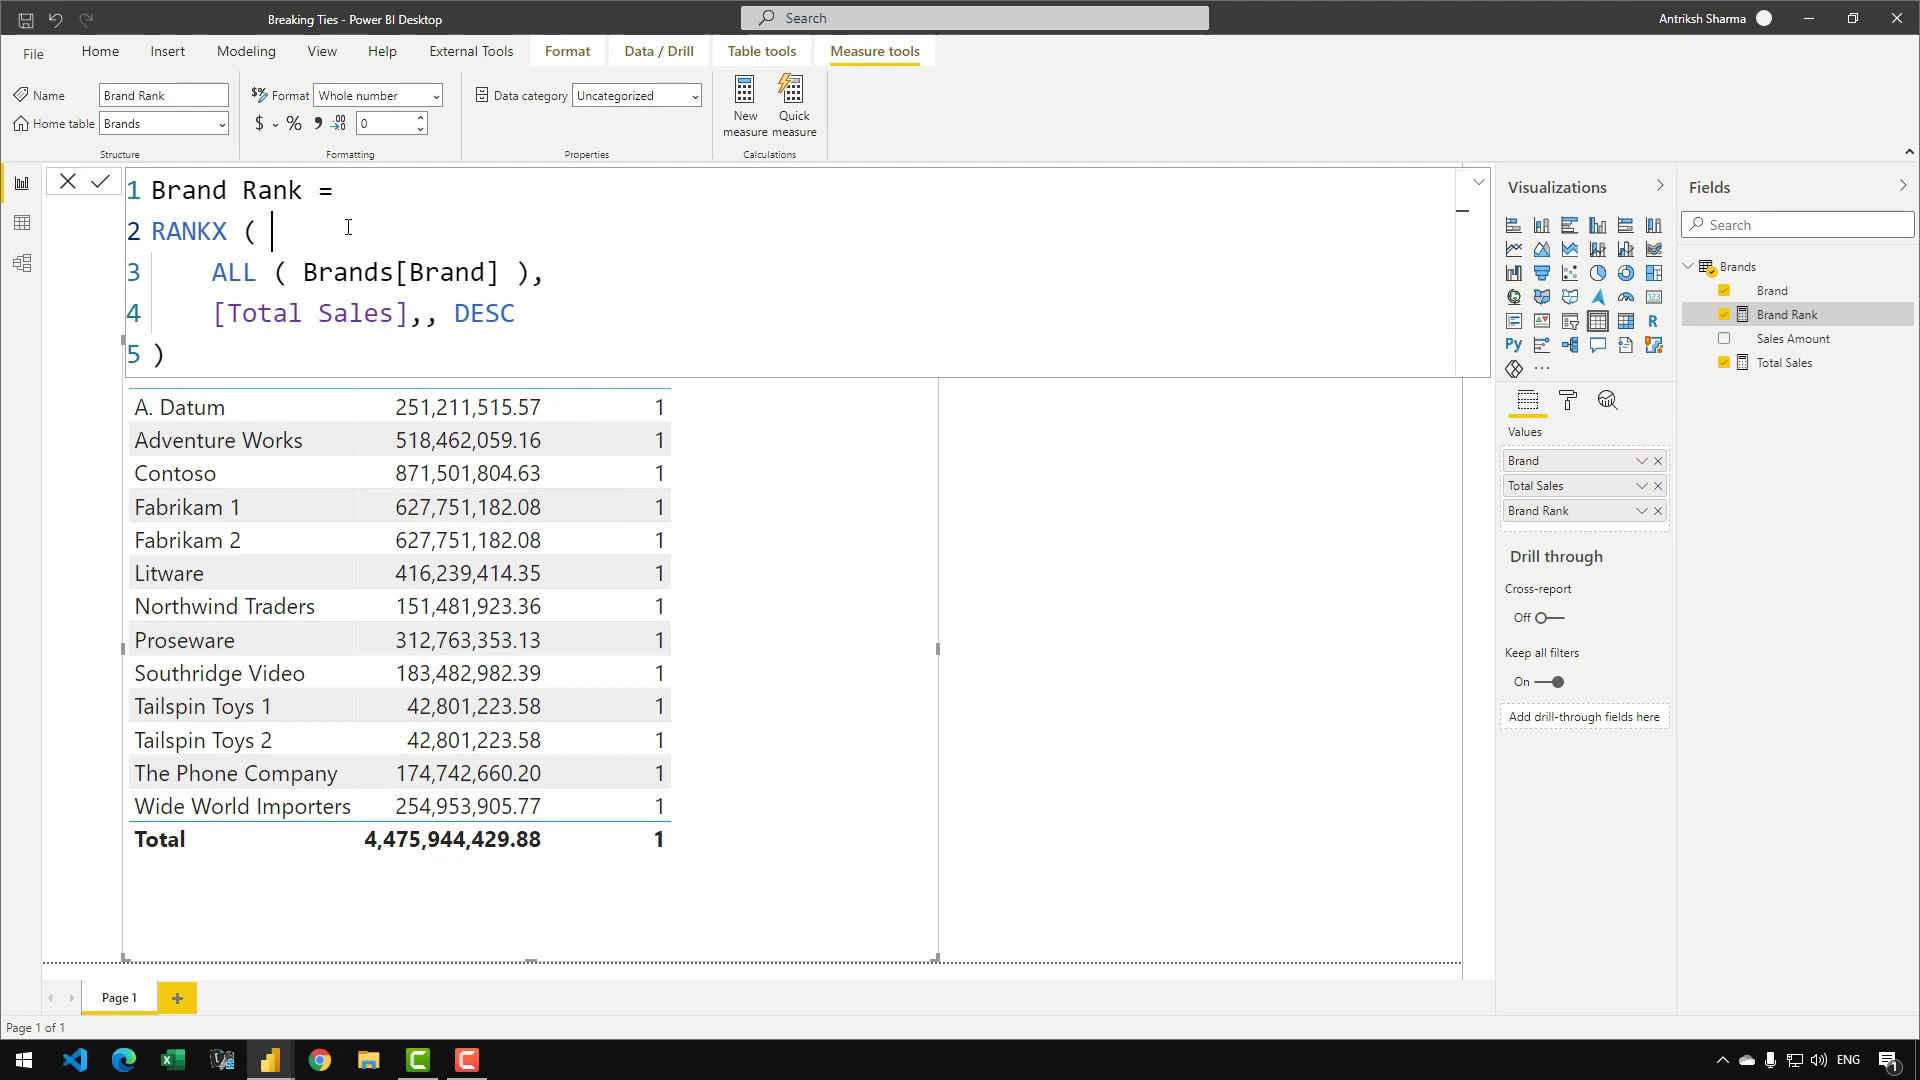 Breaking Ties - Power BI Desktop
Search
Antriksh Sharma
File
Home
Insert
Modeling
View
Help
External Tools
Format
Data / Drill
Table tools
Measure tools
Name
Brand Rank
Home table
Brands
Structure
Format
Whole number
$
%
0
Formatting
Data category
Uncategorized
Properties
New
measure
Quick
measure
Calculations
1 Brand Rank =
2 RANKX (
3 ALL ( Brands[Brand] ),
4 [Total Sales],, DESC
5 )
A. Datum 251,211,515.57 1
Adventure Works 518,462,059.16 1
Contoso 871,501,804.63 1
Fabrikam 1 627,751,182.08 1
Fabrikam 2 627,751,182.08 1
Litware 416,239,414.35 1
Northwind Traders 151,481,923.36 1
Proseware 312,763,353.13 1
Southridge Video 183,482,982.39 1
Tailspin Toys 1 42,801,223.58 1
Tailspin Toys 2 42,801,223.58 1
The Phone Company 174,742,660.20 1
Wide World Importers 254,953,905.77 1
Total 4,475,944,429.88 1
Visualizations
R
Py
...
Values
Brand
Total Sales
Brand Rank
Drill through
Cross-report
Off
Keep all filters
On
Add drill-through fields here
Fields
Search
Brands
Brand
Brand Rank
Sales Amount
Total Sales
Page 1
+
Page 1 of 1
ENG
1